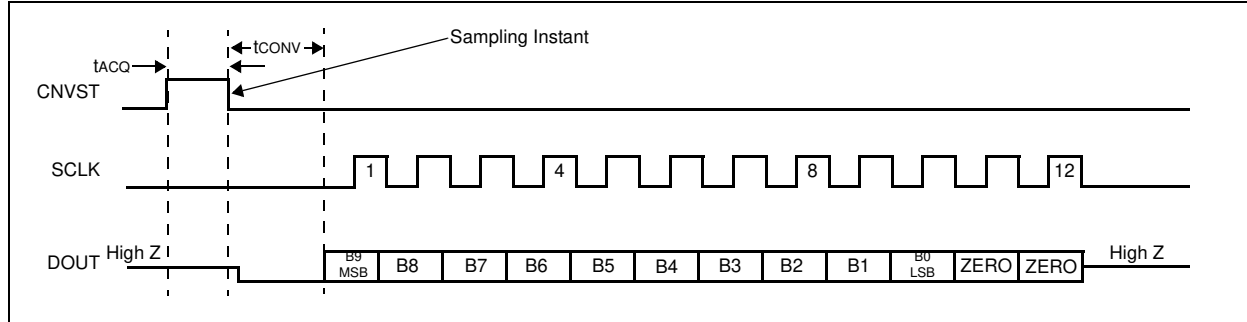 Sampling Instant
tCONV
tACQ
CNVST
SCLK
1 4 8 12
DOUT
High Z
B9 MSB B8 B7 B6 B5 B4 B3 B2 B1 B0 LSB ZERO ZERO
High Z